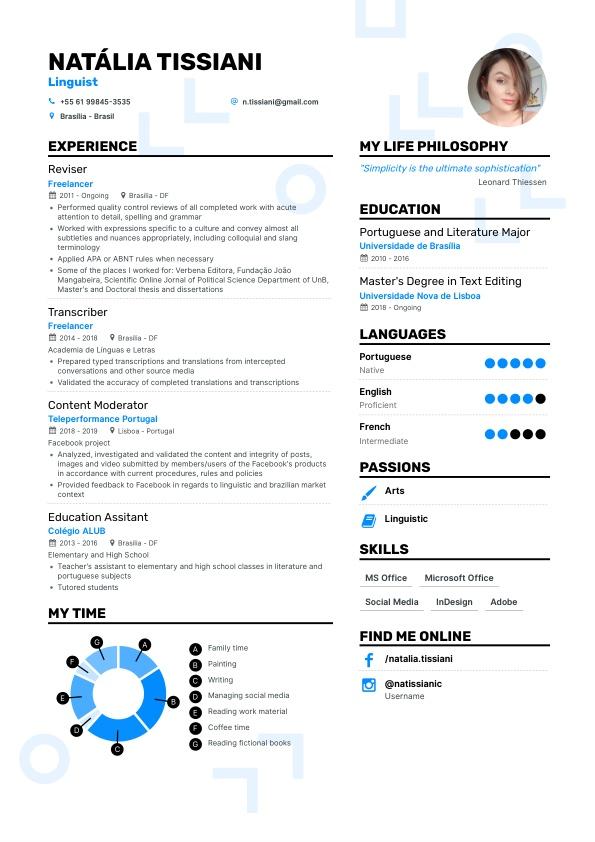 NATÁLIA TISSIANI
Linguist
+55 61 99845-3535
n.tissiani@gmail.com
Brasília - Brasil
EXPERIENCE
Reviser
Freelancer
2011 - Ongoing
Brasília - DF
Performed quality control reviews of all completed work with acute
attention to detail, spelling and grammar
Worked with expressions specific to a culture and convey almost all
subtleties and nuances appropriately, including colloquial and slang
terminology
Applied APA or ABNT rules when necessary
Some of the places I worked for: Verbena Editora, Fundação João
Mangabeira, Scientific Online Jornal of Political Science Department of UnB,
Master's and Doctoral thesis and dissertations
Transcriber
Freelancer
2014 - 2018
Brasília - DF
Academia de Línguas e Letras
Prepared typed transcriptions and translations from intercepted
conversations and other source media
Validated the accuracy of completed translations and transcriptions
Content Moderator
Teleperformance Portugal
2018 - 2019
Lisboa - Portugal
Facebook project
Analyzed, investigated and validated the content and integrity of posts,
images and video submitted by members/users of the Facebook's products
in accordance with current procedures, rules and policies
Provided feedback to Facebook in regards to linguistic and brazilian market
context
Education Assitant
Colégio ALUB
2013 - 2016
Brasília - DF
Elementary and High School
Teacher's assistant to elementary and high school classes in literature and
portuguese subjects
Tutored students
MY TIME
A
B
C
D
E
F
G
A Family time
B Painting
C Writing
D Managing social media
E Reading work material
F Coffee time
G Reading fictional books
MY LIFE PHILOSOPHY
"Simplicity is the ultimate sophistication"
Leonard Thiessen
EDUCATION
Portuguese and Literature Major
Universidade de Brasília
2010 - 2016
Master's Degree in Text Editing
Universidade Nova de Lisboa
2018 - Ongoing
LANGUAGES
Portuguese
Native
English
Proficient
French
Intermediate
PASSIONS
Arts
Linguistic
SKILLS
MS Office
Microsoft Office
Social Media
InDesign
Adobe
FIND ME ONLINE
/natalia.tissiani
@natissianic
Username